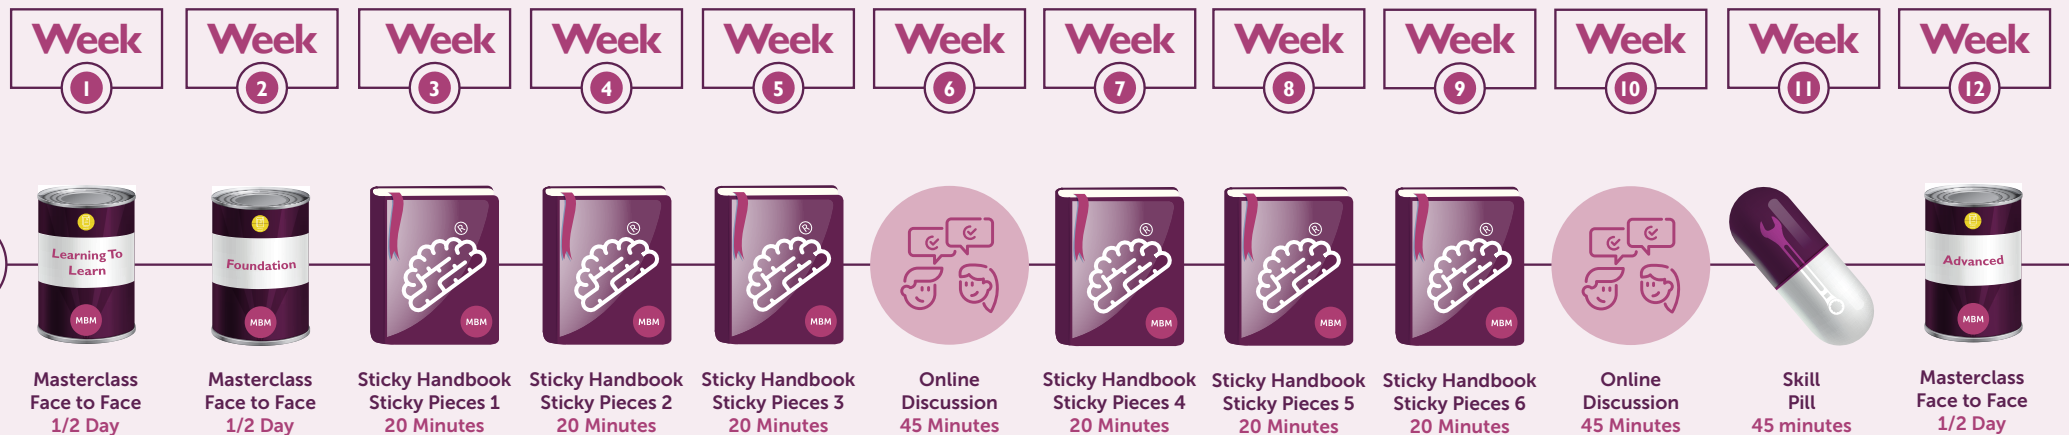 Week
1
Week
2
Week
3
Week
4
Week
5
Week
6
Week
7
Week
8
Week
9
Week
10
Week
11
Week
12
Learning To
Learn
MBM
Foundation
MBM
®
MBM
®
MBM
®
MBM
®
MBM
®
MBM
®
MBM
Advanced
MBM
Masterclass
Face to Face
1/2 Day
Masterclass
Face to Face
1/2 Day
Sticky Handbook
Sticky Pieces 1
20 Minutes
Sticky Handbook
Sticky Pieces 2
20 Minutes
Sticky Handbook
Sticky Pieces 3
20 Minutes
Online
Discussion
45 Minutes
Sticky Handbook
Sticky Pieces 4
20 Minutes
Sticky Handbook
Sticky Pieces 5
20 Minutes
Sticky Handbook
Sticky Pieces 6
20 Minutes
Online
Discussion
45 Minutes
Skill
Pill
45 minutes
Masterclass
Face to Face
1/2 Day